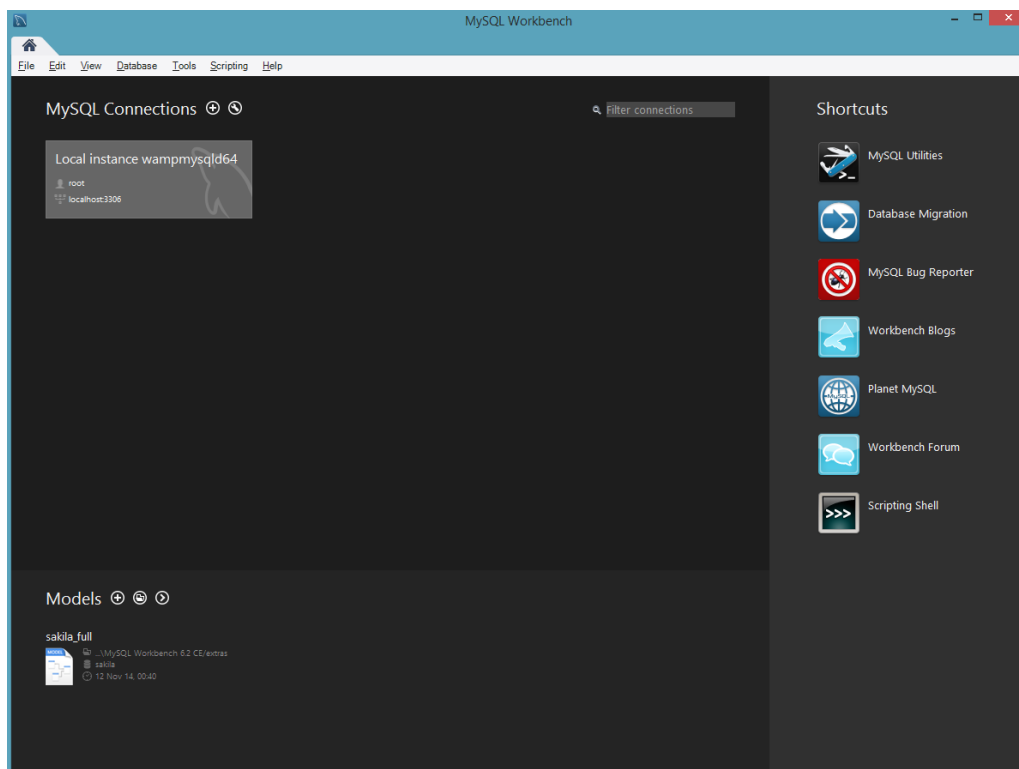 MySQL Workbench
File Edit View Database Tools Scripting Help
MySQL Connections
Filter connections
Local instance wampmysqld64
root
localhost:3306
Shortcuts
MySQL Utilities
Database Migration
MySQL Bug Reporter
Workbench Blogs
Planet MySQL
Workbench Forum
>>>
Scripting Shell
Models
sakila_full
MODEL
...\MySQL Workbench 6.2 CE/extras
sakila
12 Nov 14, 00:40